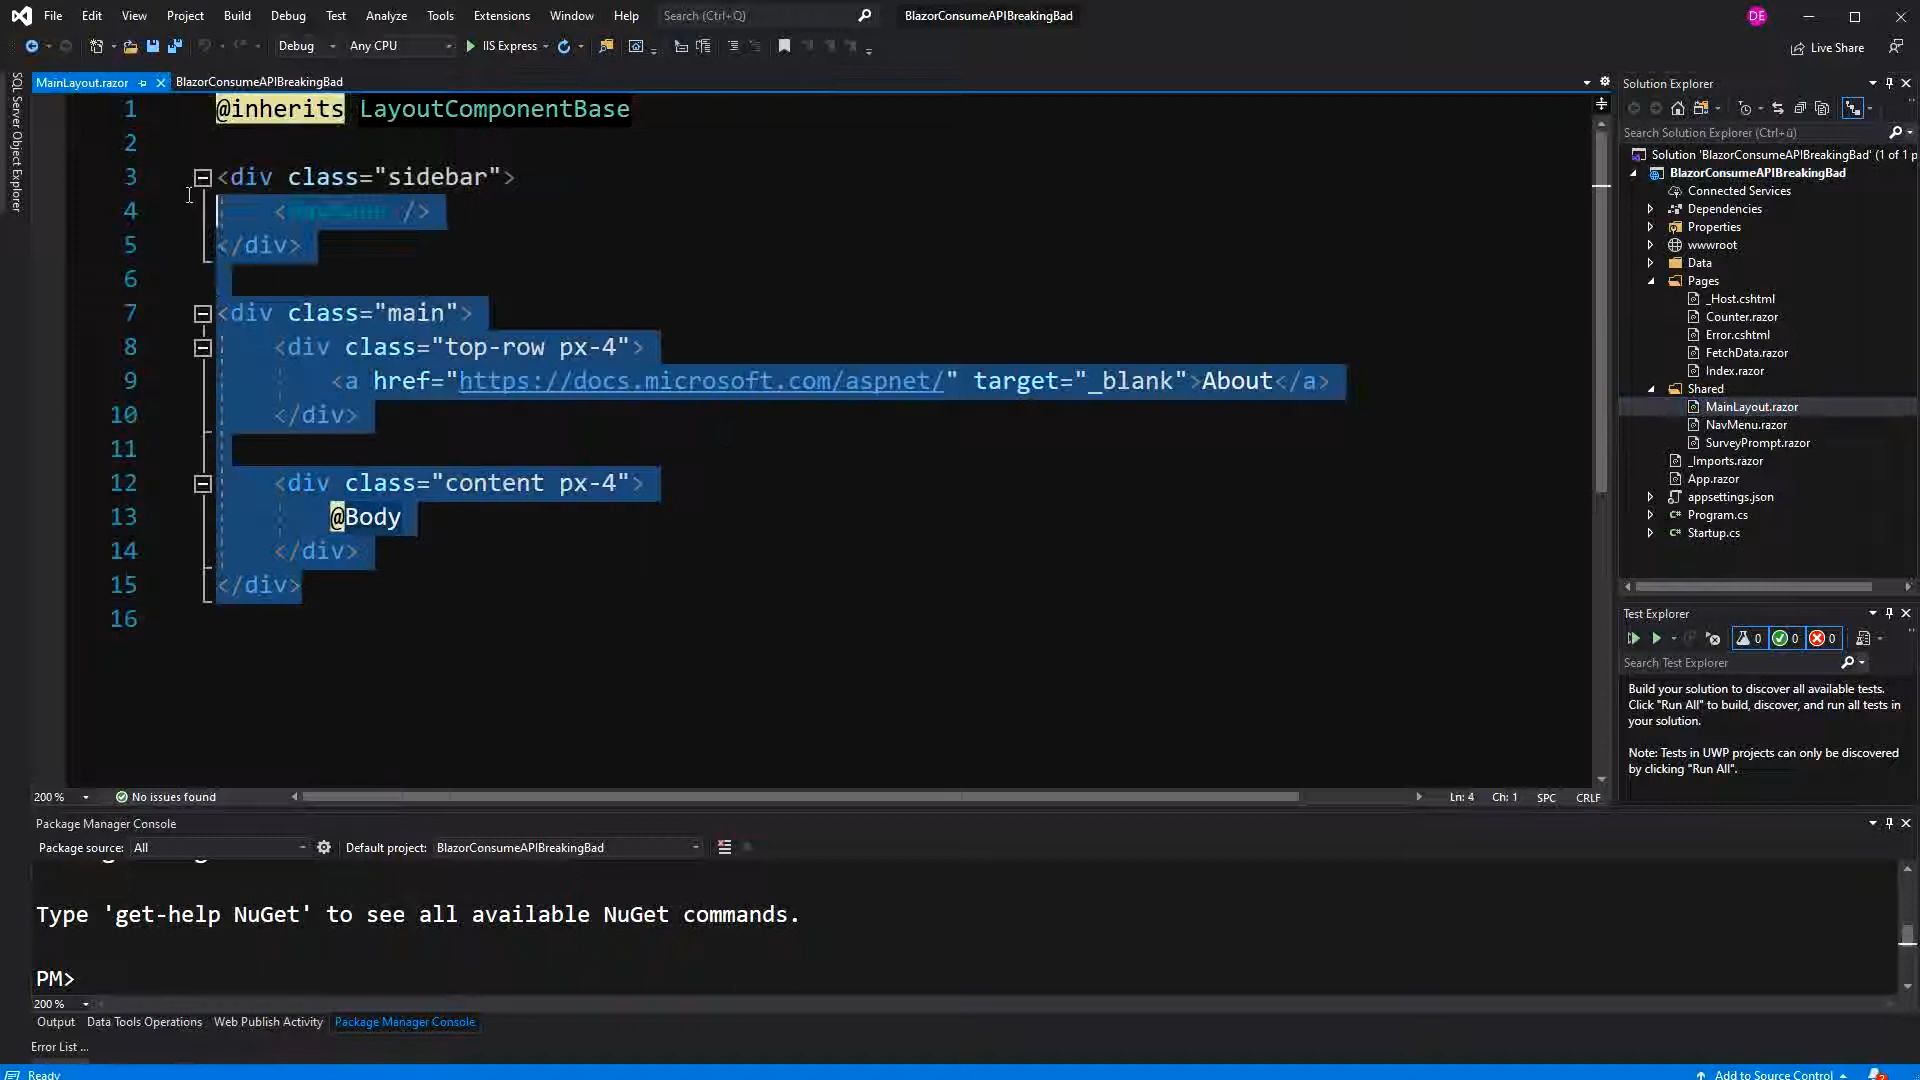 File Edit View Project Build Debug Test Analyze Tools Extensions Window Help Search (Ctrl+Q) BlazorConsumeAPIBreakingBad DE
Debug Any CPU IIS Express Live Share
SQL Server Object Explorer
MainLayout.razor BlazorConsumeAPIBreakingBad
1 @inherits LayoutComponentBase
2
3 <div class="sidebar">
4 < />
5 </div>
6
7 <div class="main">
8 <div class="top-row px-4">
9 <a href="https://docs.microsoft.com/aspnet/" target="_blank">About</a>
10 </div>
11
12 <div class="content px-4">
13 @Body
14 </div>
15 </div>
16
200 % No issues found Ln: 4 Ch: 1 SPC CRLF
Solution Explorer
Search Solution Explorer (Ctrl+ü)
Solution 'BlazorConsumeAPIBreakingBad' (1 of 1 p
BlazorConsumeAPIBreakingBad
Connected Services
Dependencies
Properties
wwwroot
Data
Pages
_Host.cshtml
Counter.razor
Error.cshtml
FetchData.razor
Index.razor
Shared
MainLayout.razor
NavMenu.razor
SurveyPrompt.razor
_Imports.razor
App.razor
appsettings.json
C# Program.cs
C# Startup.cs
Test Explorer
0 0 0
Search Test Explorer
Build your solution to discover all available tests.
Click "Run All" to build, discover, and run all tests in
your solution.
Note: Tests in UWP projects can only be discovered
by clicking "Run All".
Package Manager Console
Package source: All Default project: BlazorConsumeAPIBreakingBad
Type 'get-help NuGet' to see all available NuGet commands.
PM>
200 %
Output Data Tools Operations Web Publish Activity Package Manager Console
Error List ...
Ready Add to Source Control